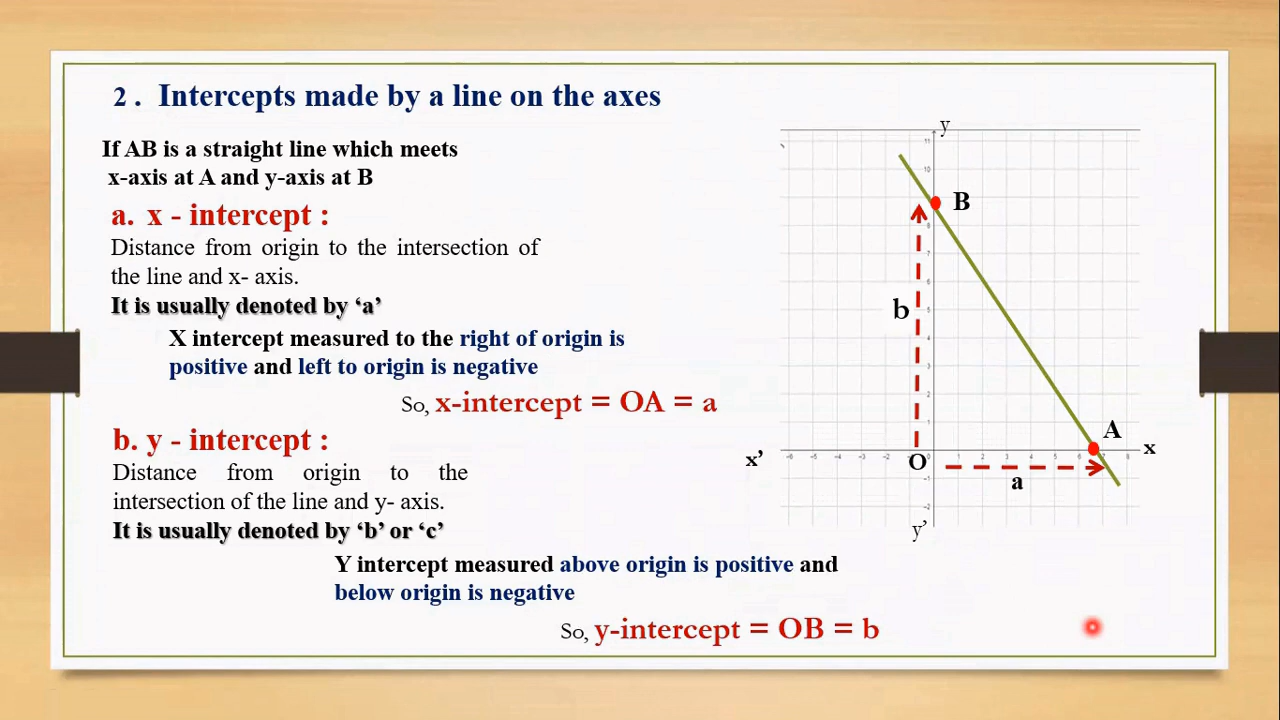 2 . Intercepts made by a line on the axes
If AB is a straight line which meets
x-axis at A and y-axis at B
a. x - intercept :
Distance from origin to the intersection of
the line and x- axis.
It is usually denoted by ‘a’
X intercept measured to the right of origin is
positive and left to origin is negative
So, x-intercept = OA = a
b. y - intercept :
Distance from origin to the
intersection of the line and y- axis.
It is usually denoted by ‘b’ or ‘c’
Y intercept measured above origin is positive and
below origin is negative
So, y-intercept = OB = b
y
B
b
A
x’
O
x
a
y’